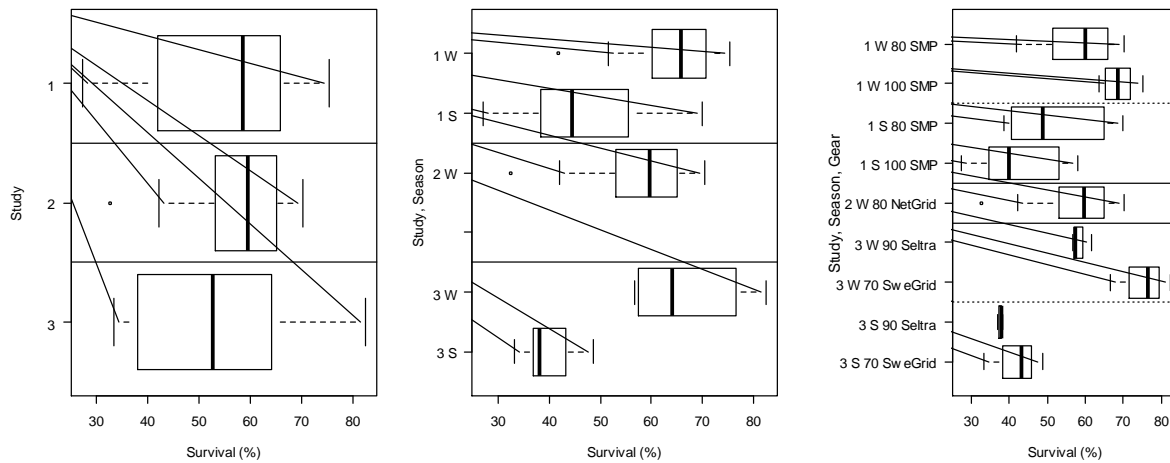 Study
1
2
3
30 40 50 60 70 80
Survival (%)
Study, Season
1 W
1 S
2 W
3 W
3 S
30 40 50 60 70 80
Survival (%)
Study, Season, Gear
1 W 80 SMP
1 W 100 SMP
1 S 80 SMP
1 S 100 SMP
2 W 80 NetGrid
3 W 90 Seltra
3 W 70 SweGrid
3 S 90 Seltra
3 S 70 SweGrid
30 40 50 60 70 80
Survival (%)